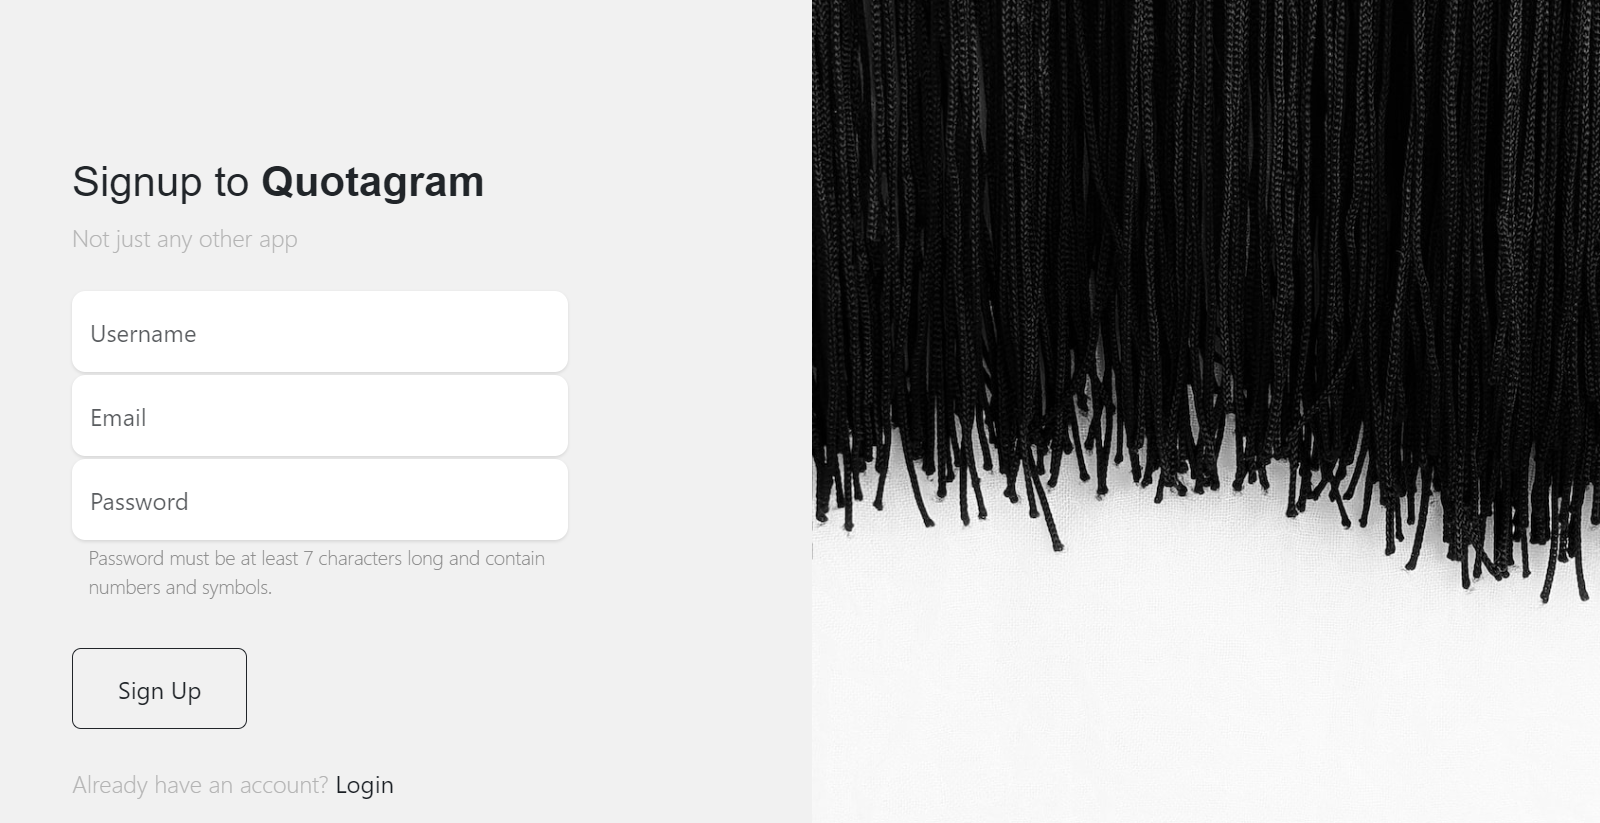 Signup to Quotagram
Not just any other app
Username
Email
Password
Password must be at least 7 characters long and contain
numbers and symbols.
Sign Up
Already have an account? Login